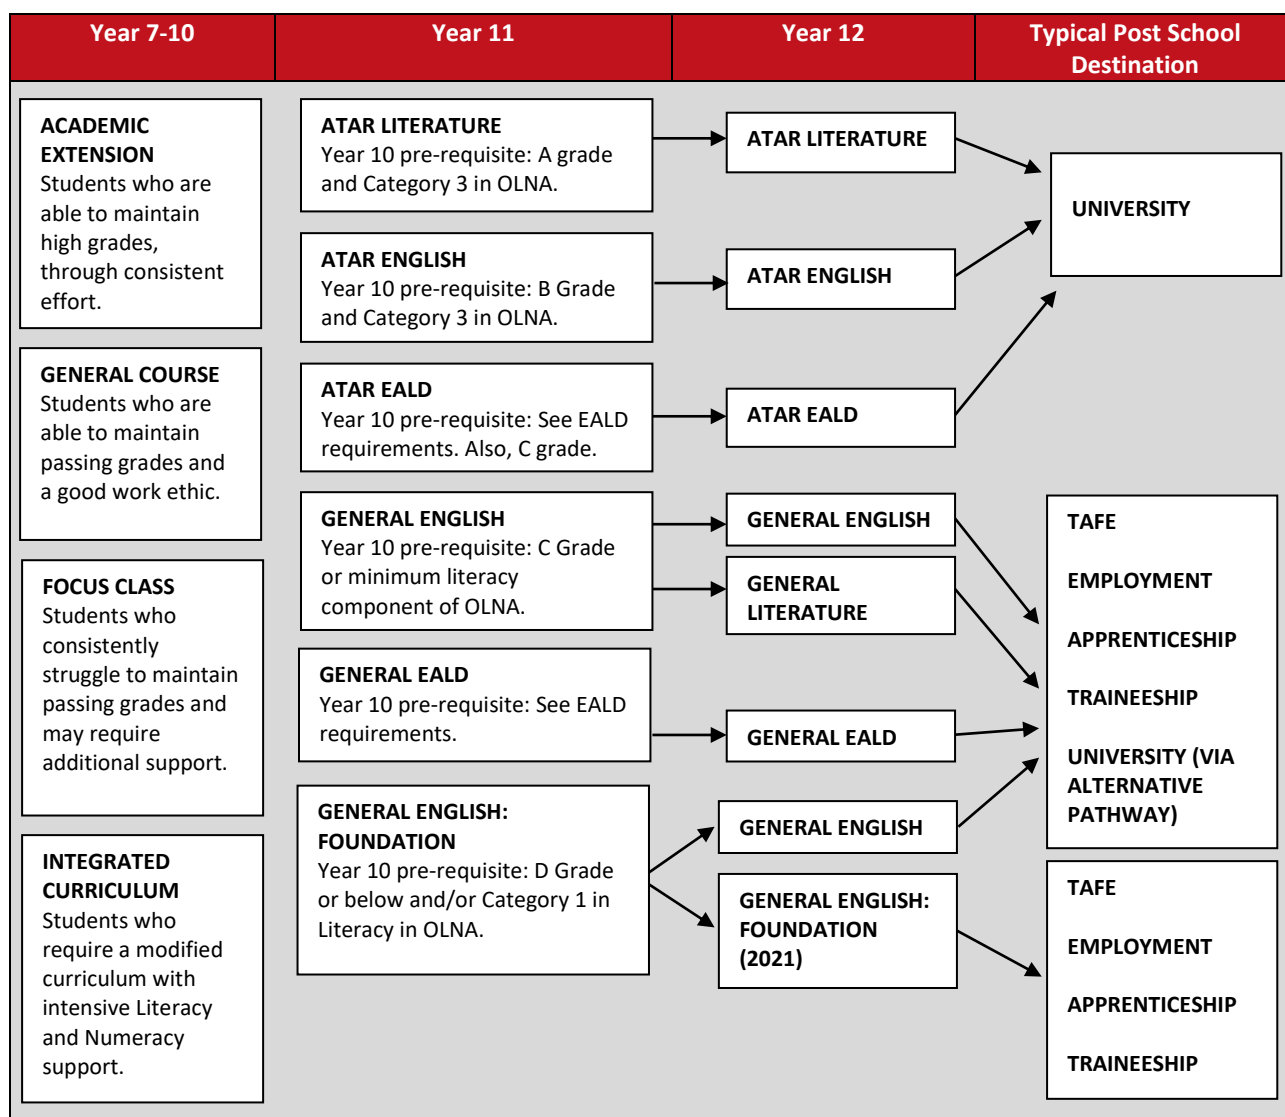 Year 7-10
Year 11
Year 12
Typical Post School
Destination
ACADEMIC
EXTENSION
Students who are
able to maintain
high grades,
through consistent
effort.
GENERAL COURSE
Students who are
able to maintain
passing grades and
a good work ethic.
FOCUS CLASS
Students who
consistently
struggle to maintain
passing grades and
may require
additional support.
INTEGRATED
CURRICULUM
Students who
require a modified
curriculum with
intensive Literacy
and Numeracy
support.
ATAR LITERATURE
Year 10 pre-requisite: A grade
and Category 3 in OLNA.
ATAR ENGLISH
Year 10 pre-requisite: B Grade
and Category 3 in OLNA.
ATAR EALD
Year 10 pre-requisite: See EALD
requirements. Also, C grade.
GENERAL ENGLISH
Year 10 pre-requisite: C Grade
or minimum literacy
component of OLNA.
GENERAL EALD
Year 10 pre-requisite: See EALD
requirements.
GENERAL ENGLISH:
FOUNDATION
Year 10 pre-requisite: D Grade
or below and/or Category 1 in
Literacy in OLNA.
ATAR LITERATURE
ATAR ENGLISH
ATAR EALD
GENERAL ENGLISH
GENERAL
LITERATURE
GENERAL EALD
GENERAL ENGLISH
GENERAL ENGLISH:
FOUNDATION
(2021)
UNIVERSITY
TAFE
EMPLOYMENT
APPRENTICESHIP
TRAINEESHIP
UNIVERSITY (VIA
ALTERNATIVE
PATHWAY)
TAFE
EMPLOYMENT
APPRENTICESHIP
TRAINEESHIP